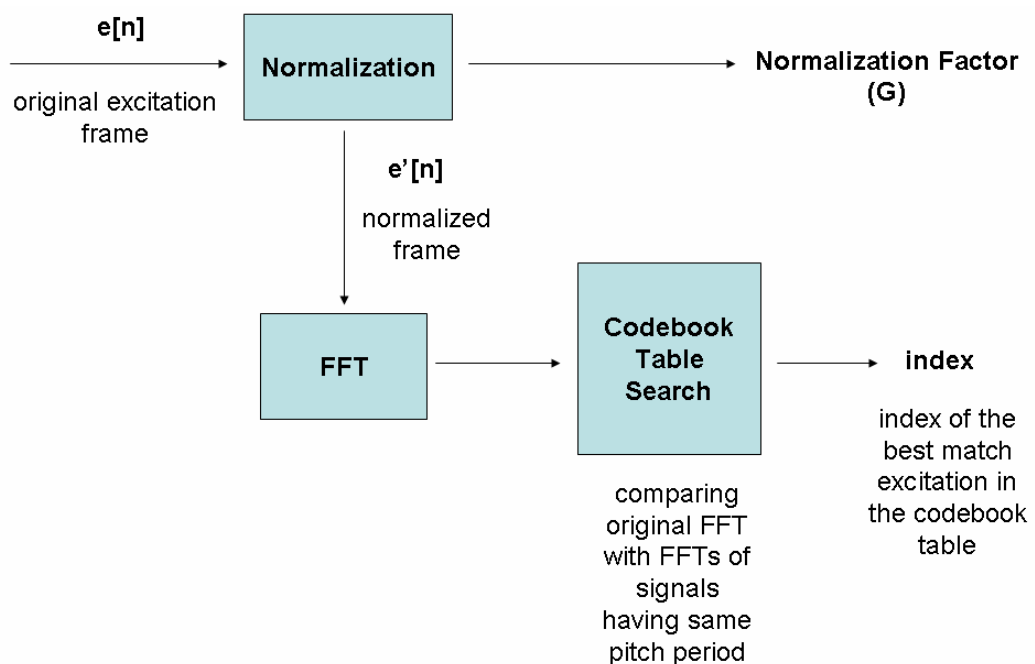 e[n]
original excitation
frame
Normalization
Normalization Factor
(G)
e’[n]
normalized
frame
FFT
Codebook
Table
Search
comparing
original FFT
with FFTs of
signals
having same
pitch period
index
index of the
best match
excitation in
the codebook
table